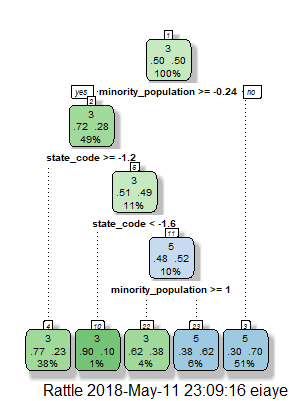 1
3
.50 .50
100%
yes minority_population >= -0.24 no
2
3
.72 .28
49%
state_code >= -1.2
5
3
.51 .49
11%
state_code < -1.6
11
5
.48 .52
10%
minority_population >= 1
4 10 22 23 3
3 3 3 5 5
.77 .23 .90 .10 .62 .38 .38 .62 .30 .70
38% 1% 4% 6% 51%
Rattle 2018-May-11 23:09:16 eiaye